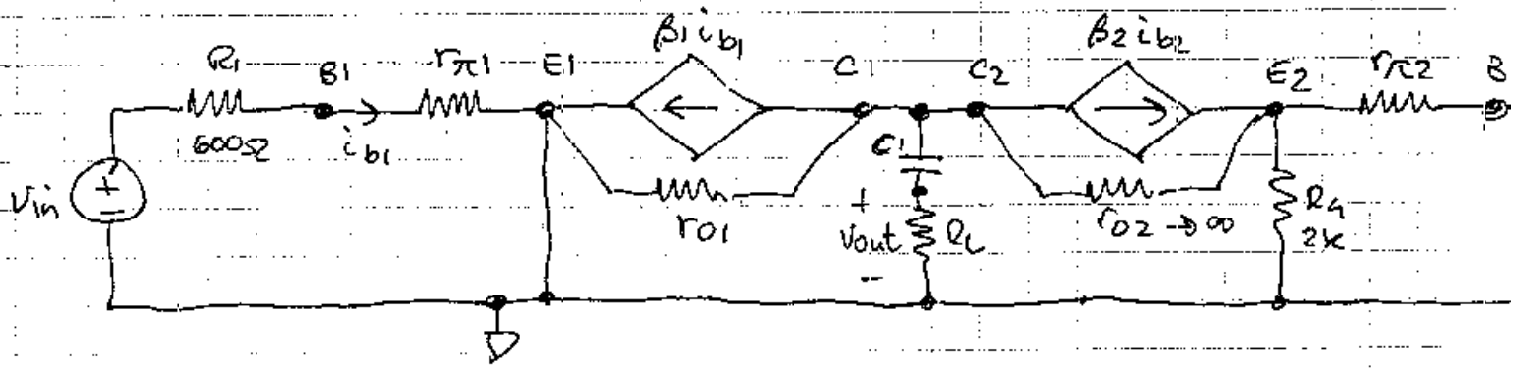 β1 ib1
β2 ib2
R1 B1 rπ1 E1 C1 C2 E2 rπ2 B
600Ω ib1
C1
Vin + −
ro1
+ Vout − RL
ro2 → ∞
R4 2K